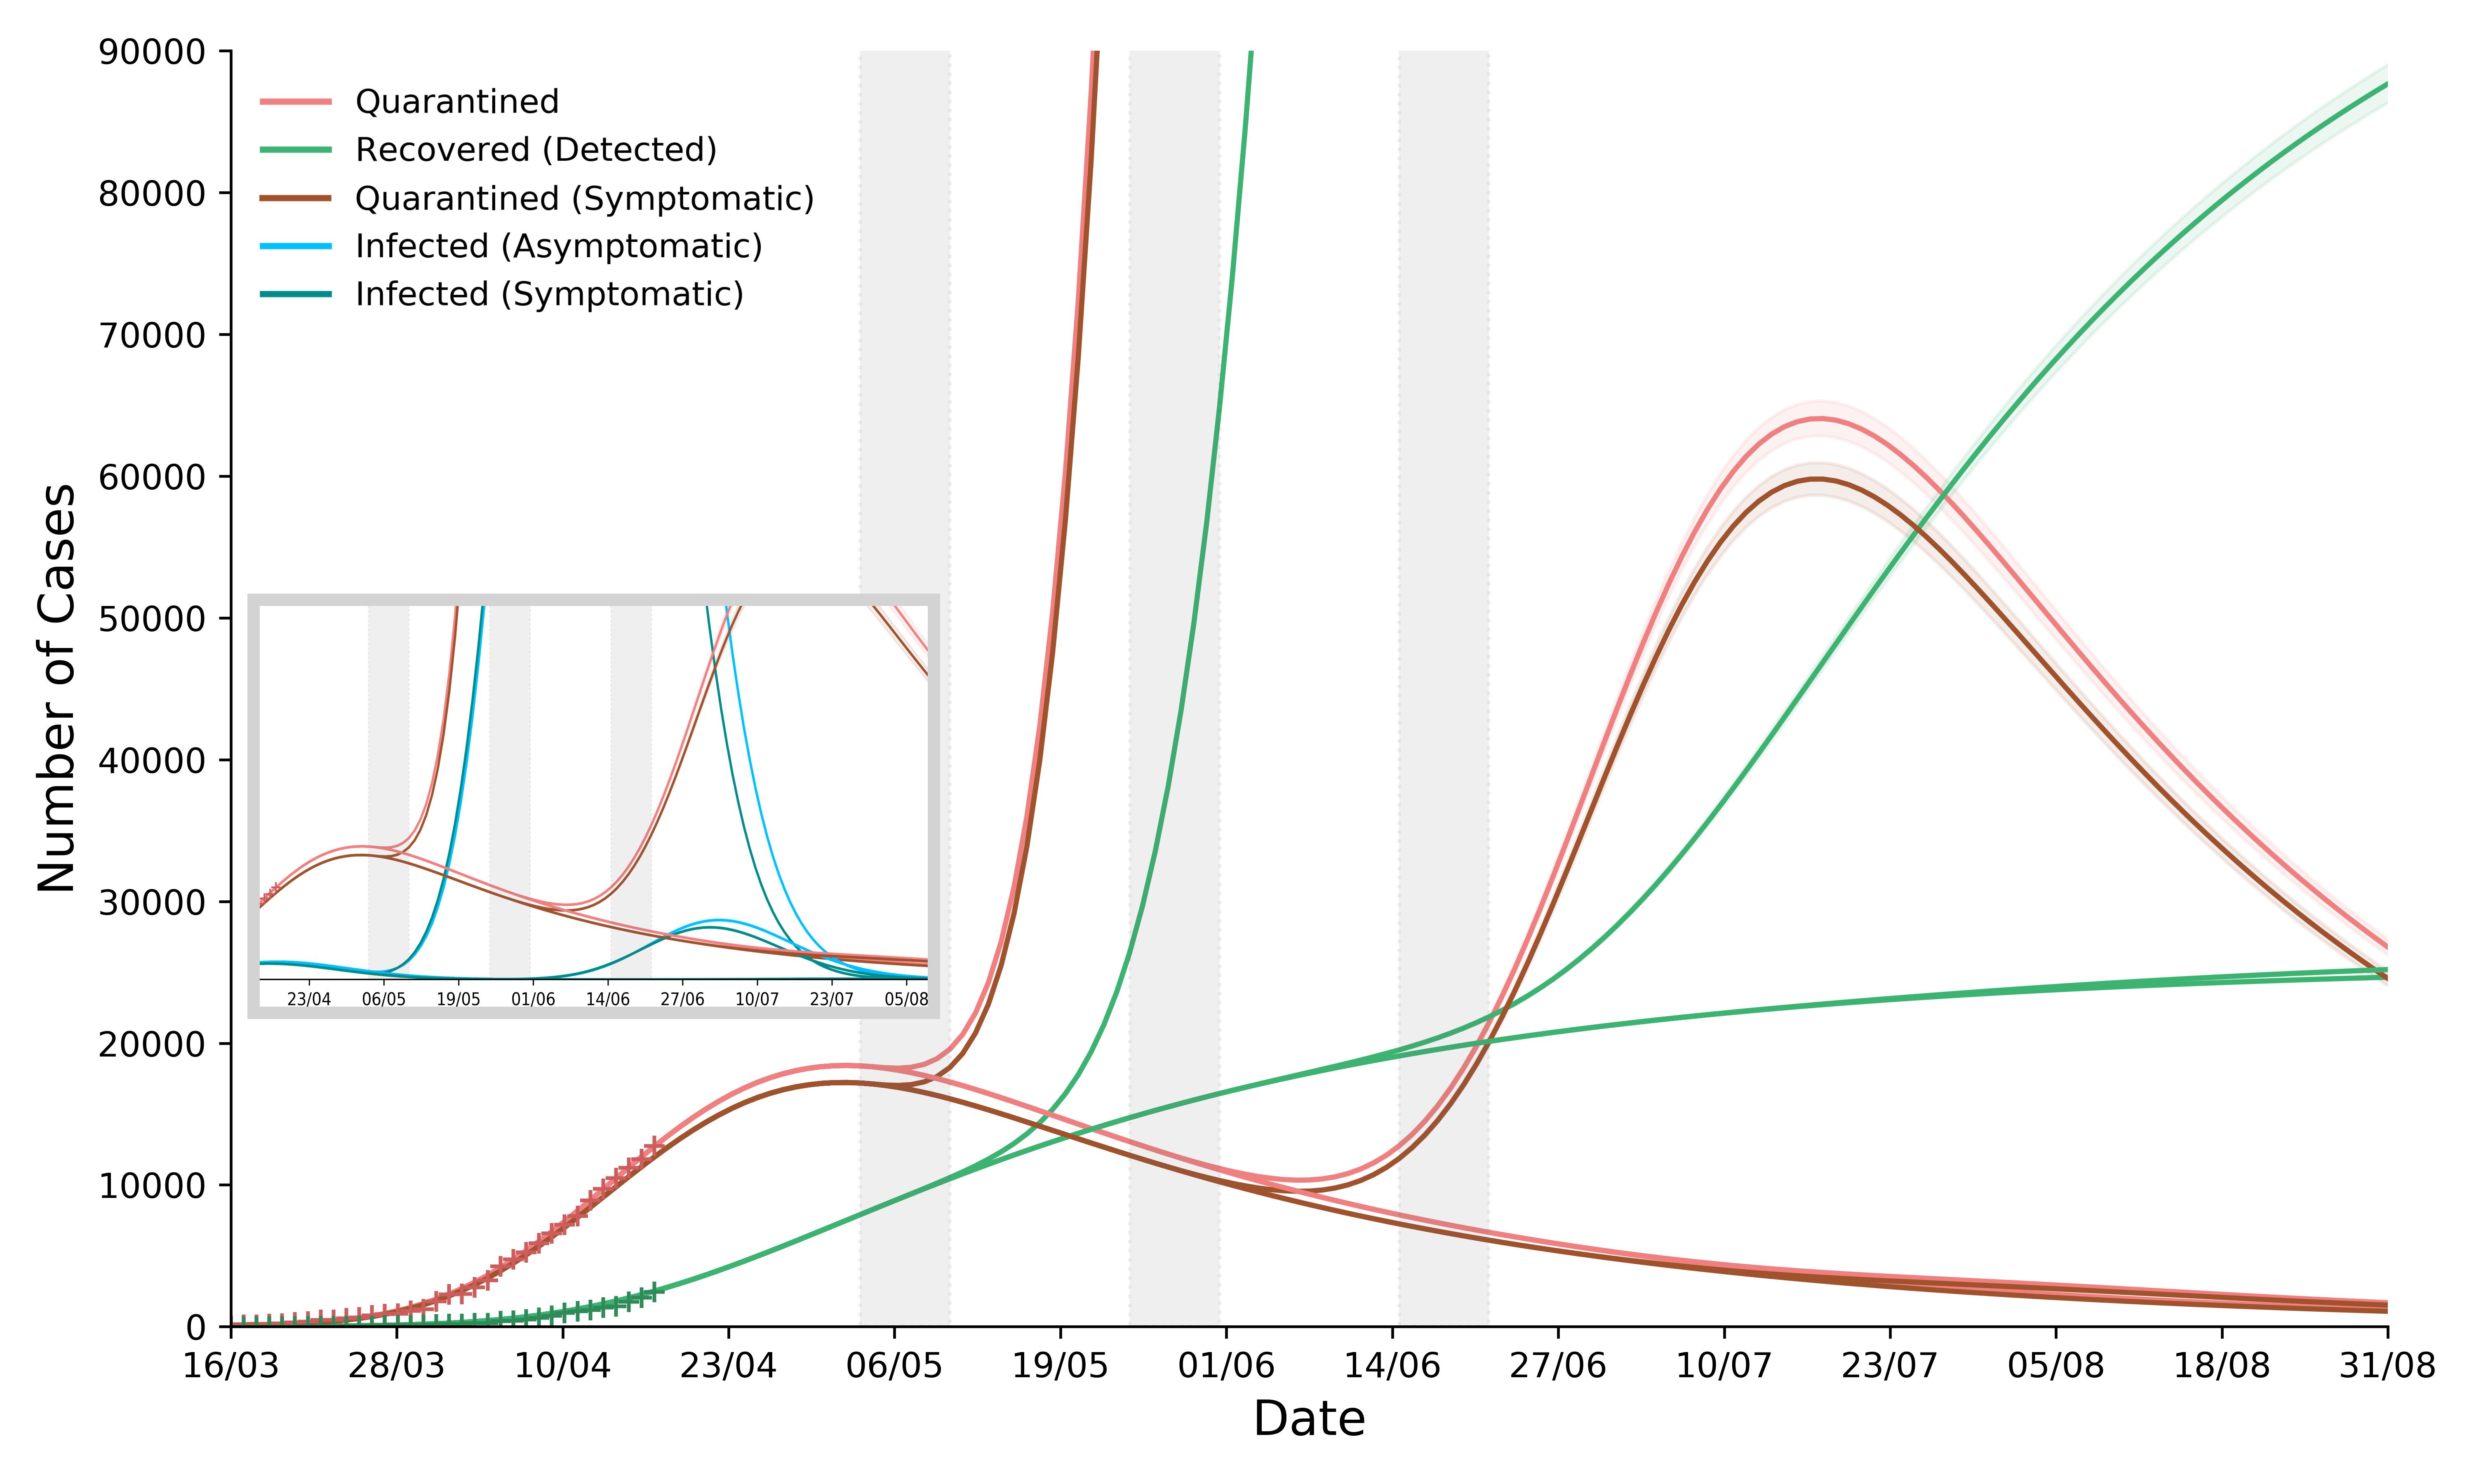 90000
80000
70000
60000
50000
40000
30000
20000
10000
0
Number of Cases
Quarantined
Recovered (Detected)
Quarantined (Symptomatic)
Infected (Asymptomatic)
Infected (Symptomatic)
23/04 06/05 19/05 01/06 14/06 27/06 10/07 23/07 05/08
16/03 28/03 10/04 23/04 06/05 19/05 01/06 14/06 27/06 10/07 23/07 05/08 18/08 31/08
Date